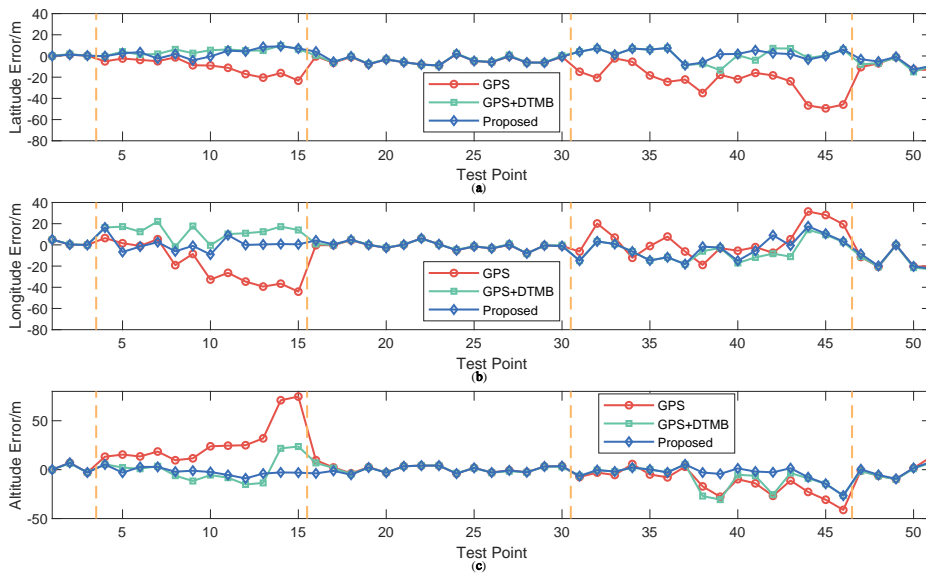 40
20
0
-20
-40
-60
-80
Latitude Error/m
GPS
GPS+DTMB
Proposed
5 10 15 20 25 30 35 40 45 50
Test Point
(a)
40
20
0
-20
-40
-60
-80
Longitude Error/m
GPS
GPS+DTMB
Proposed
5 10 15 20 25 30 35 40 45 50
Test Point
(b)
50
0
-50
Altitude Error/m
GPS
GPS+DTMB
Proposed
5 10 15 20 25 30 35 40 45 50
Test Point
(c)